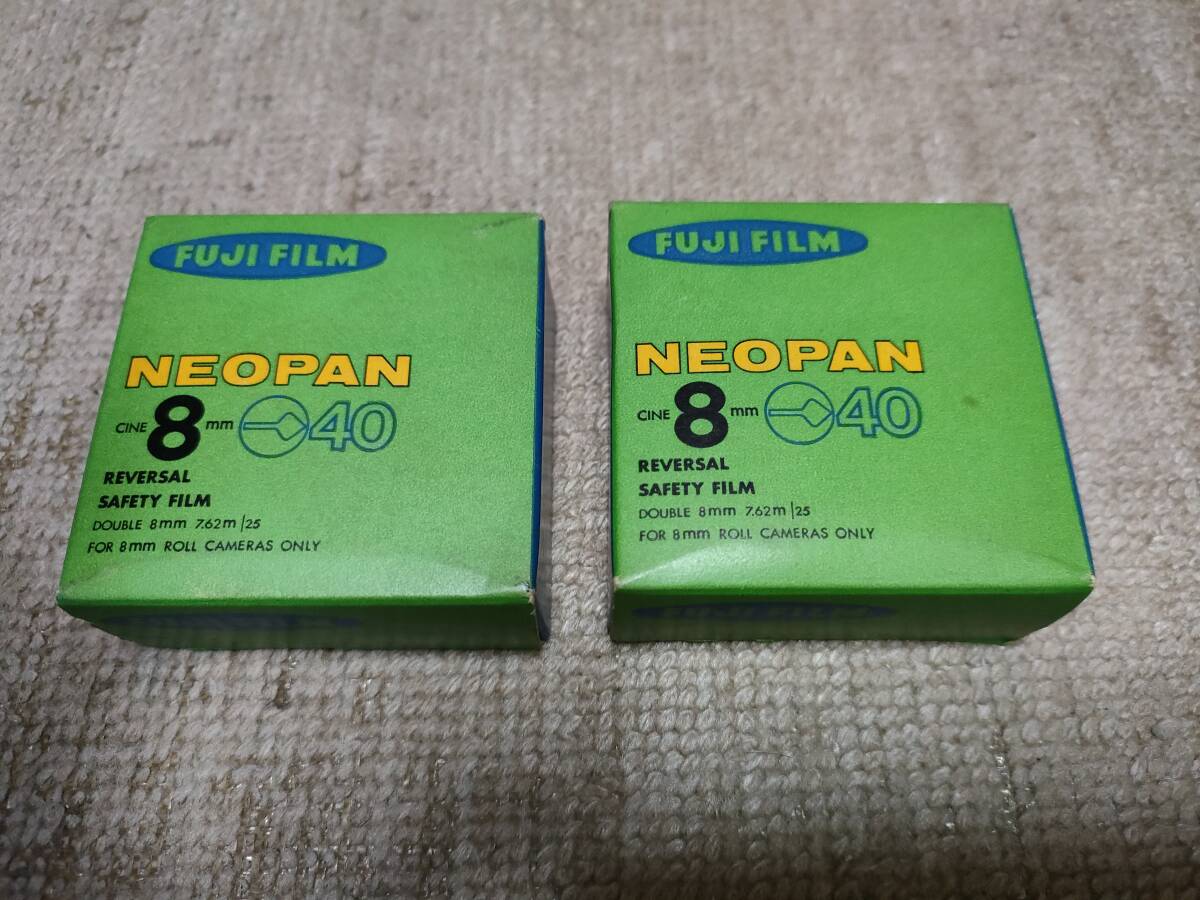 FUJI FILM
NEOPAN
CINE 8 mm 40
REVERSAL
SAFETY FILM
DOUBLE 8mm 7.62m/25
FOR 8mm ROLL CAMERAS ONLY
FUJI FILM
NEOPAN
CINE 8 mm 40
REVERSAL
SAFETY FILM
DOUBLE 8mm 7.62m/25
FOR 8mm ROLL CAMERAS ONLY
FUJI FILM